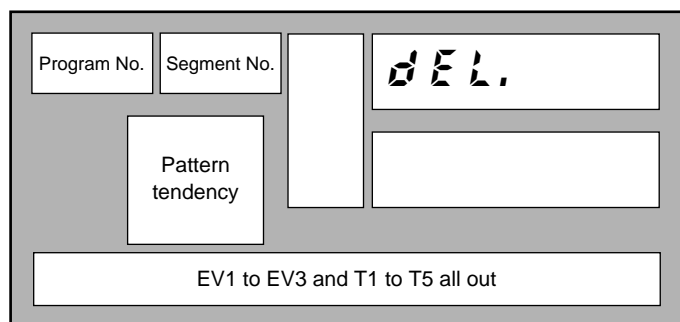 Program No.
Segment No.
dEL.
Pattern
tendency
EV1 to EV3 and T1 to T5 all out